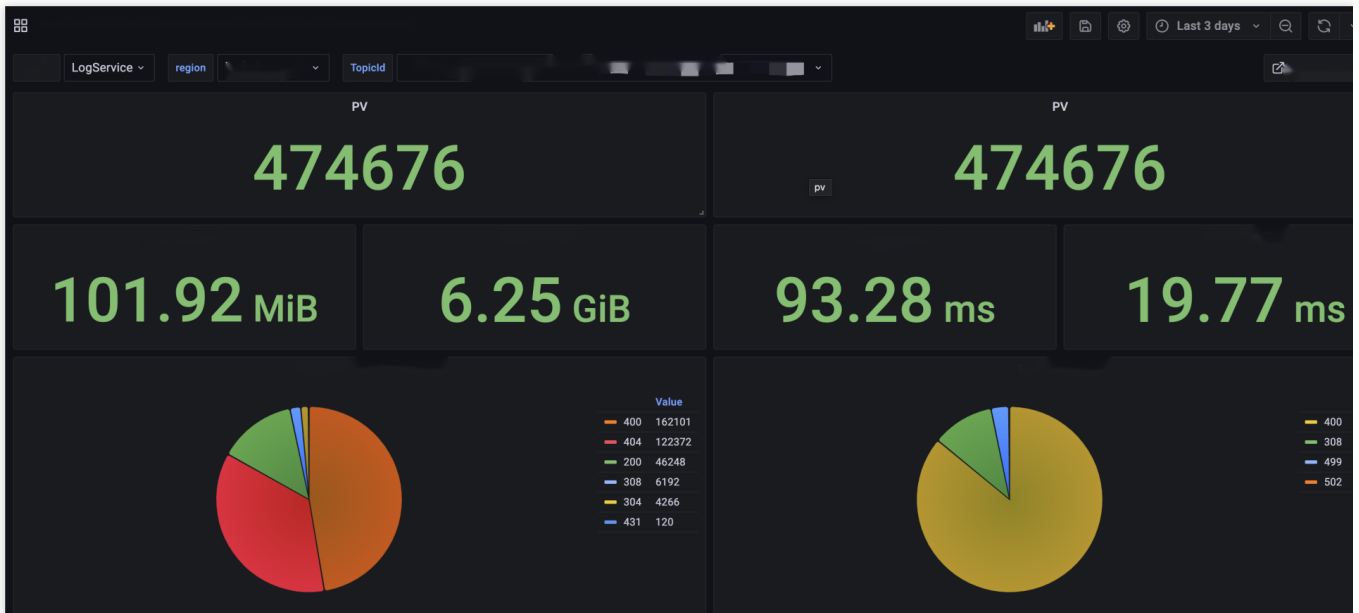 Last 3 days
LogService
region
TopicId
PV
474676
PV
474676
pv
101.92 MiB
6.25 GiB
93.28 ms
19.77 ms
Value
400 162101
404 122372
200 46248
308 6192
304 4266
431 120
400
308
499
502